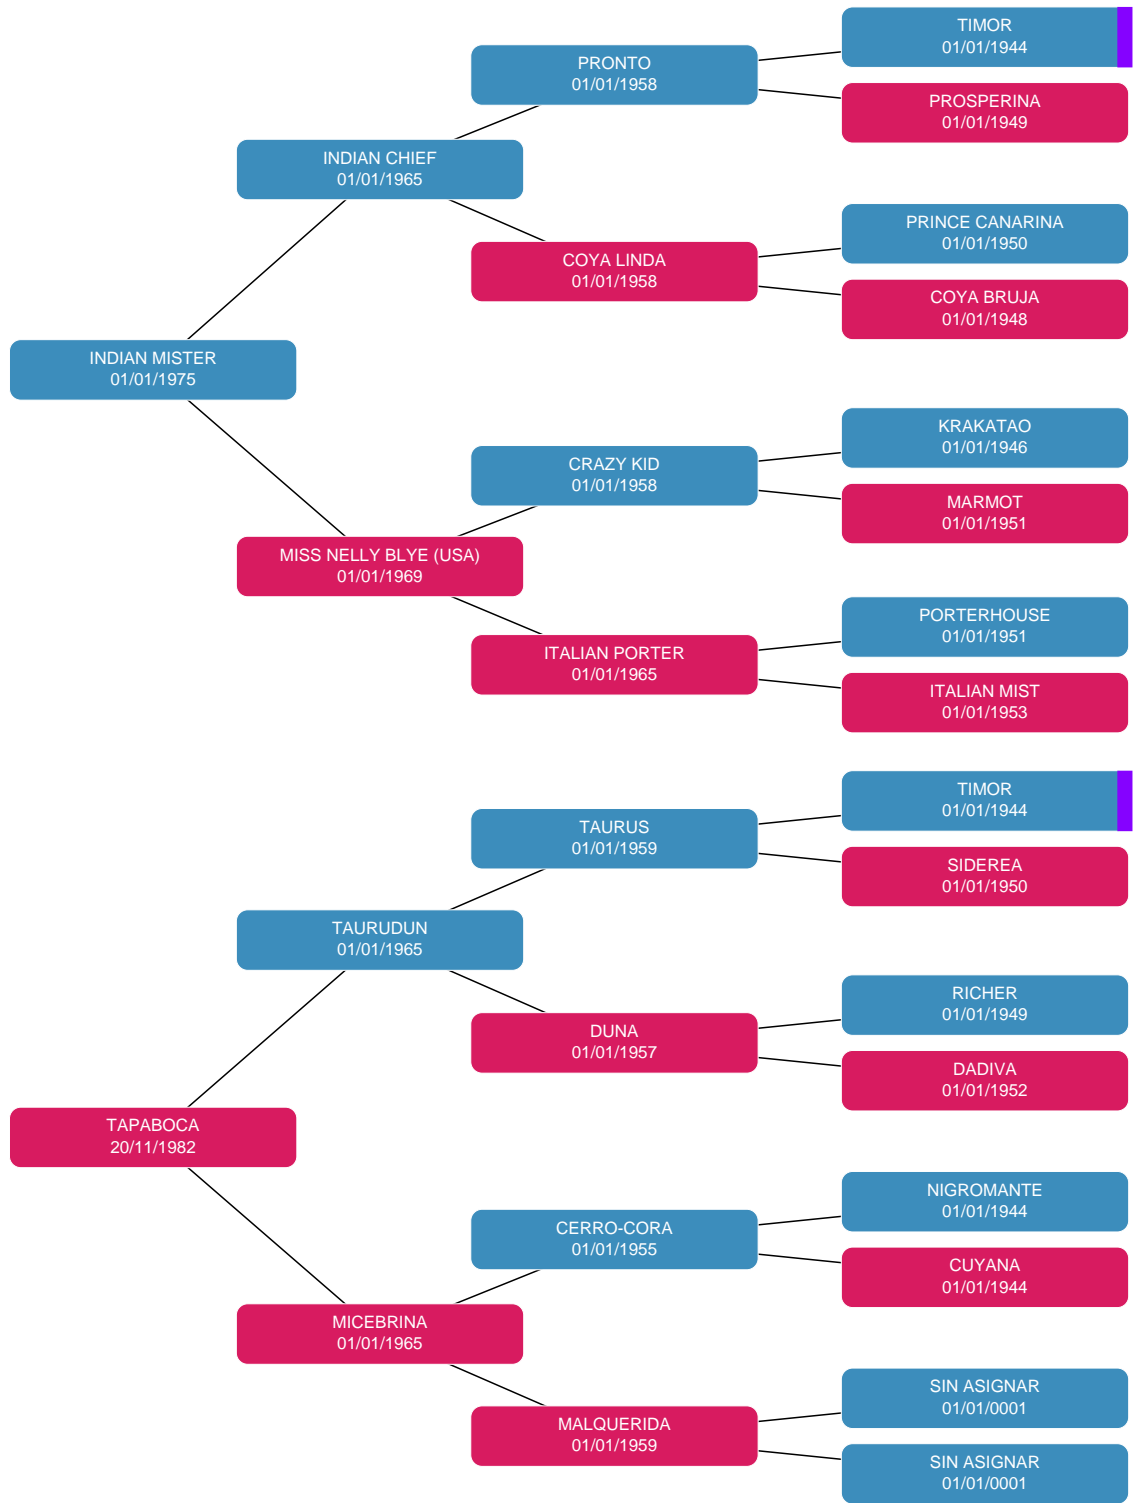 TIMOR
01/01/1944
PRONTO
01/01/1958
PROSPERINA
01/01/1949
INDIAN CHIEF
01/01/1965
PRINCE CANARINA
01/01/1950
COYA LINDA
01/01/1958
COYA BRUJA
01/01/1948
INDIAN MISTER
01/01/1975
KRAKATAO
01/01/1946
CRAZY KID
01/01/1958
MARMOT
01/01/1951
MISS NELLY BLYE (USA)
01/01/1969
PORTERHOUSE
01/01/1951
ITALIAN PORTER
01/01/1965
ITALIAN MIST
01/01/1953
TIMOR
01/01/1944
TAURUS
01/01/1959
SIDEREA
01/01/1950
TAURUDUN
01/01/1965
RICHER
01/01/1949
DUNA
01/01/1957
DADIVA
01/01/1952
TAPABOCA
20/11/1982
NIGROMANTE
01/01/1944
CERRO-CORA
01/01/1955
CUYANA
01/01/1944
MICEBRINA
01/01/1965
SIN ASIGNAR
01/01/0001
MALQUERIDA
01/01/1959
SIN ASIGNAR
01/01/0001